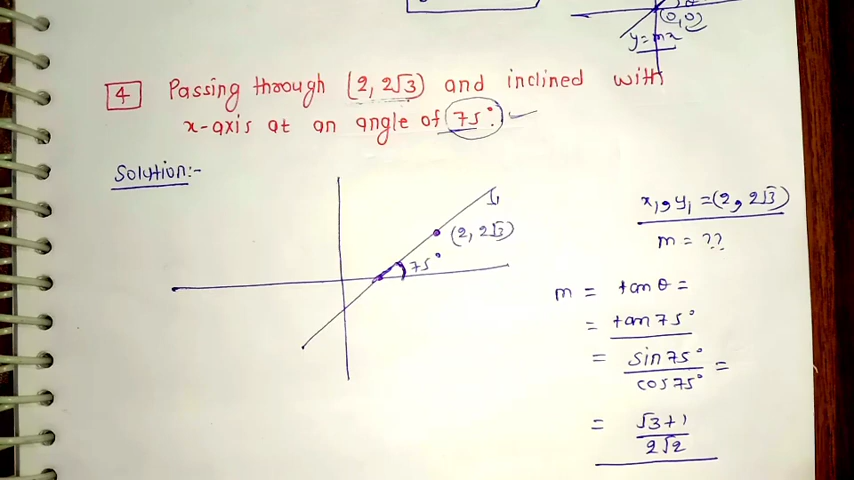 (0,0)
y=mx
4 Passing through (2, 2√3) and inclined with
x-axis at an angle of 75°.
Solution:-
(2, 2√3)
75°
x₁, y₁ = (2, 2√3)
m = ??
m = tan θ =
= tan 75°
= sin 75° / cos 75° =
= √3+1 / 2√2